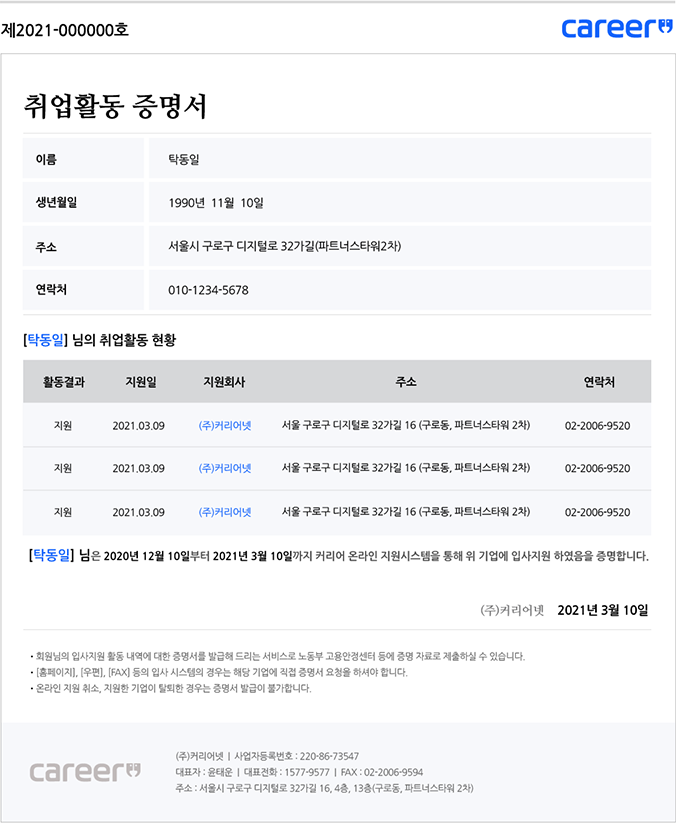 제2021-000000호
career
취업활동 증명서
이름 탁동일
생년월일 1990년 11월 10일
주소 서울시 구로구 디지털로 32가길(파트너스타워2차)
연락처 010-1234-5678
[탁동일] 님의 취업활동 현황
활동결과 지원일 지원회사 주소 연락처
지원 2021.03.09 (주)커리어넷 서울 구로구 디지털로 32가길 16 (구로동, 파트너스타워 2차) 02-2006-9520
지원 2021.03.09 (주)커리어넷 서울 구로구 디지털로 32가길 16 (구로동, 파트너스타워 2차) 02-2006-9520
지원 2021.03.09 (주)커리어넷 서울 구로구 디지털로 32가길 16 (구로동, 파트너스타워 2차) 02-2006-9520
[탁동일] 님은 2020년 12월 10일부터 2021년 3월 10일까지 커리어 온라인 지원시스템을 통해 위 기업에 입사지원 하였음을 증명합니다.
(주)커리어넷 2021년 3월 10일
• 회원님의 입사지원 활동 내역에 대한 증명서를 발급해 드리는 서비스로 노동부 고용안정센터 등에 증명 자료로 제출하실 수 있습니다.
• [홈페이지], [우편], [FAX] 등의 입사 시스템의 경우는 해당 기업에 직접 증명서 요청을 하셔야 합니다.
• 온라인 지원 취소, 지원한 기업이 탈퇴한 경우는 증명서 발급이 불가합니다.
career
(주)커리어넷 | 사업자등록번호 : 220-86-73547
대표자 : 윤태운 | 대표전화 : 1577-9577 | FAX : 02-2006-9594
주소 : 서울시 구로구 디지털로 32가길 16, 4층, 13층(구로동, 파트너스타워 2차)